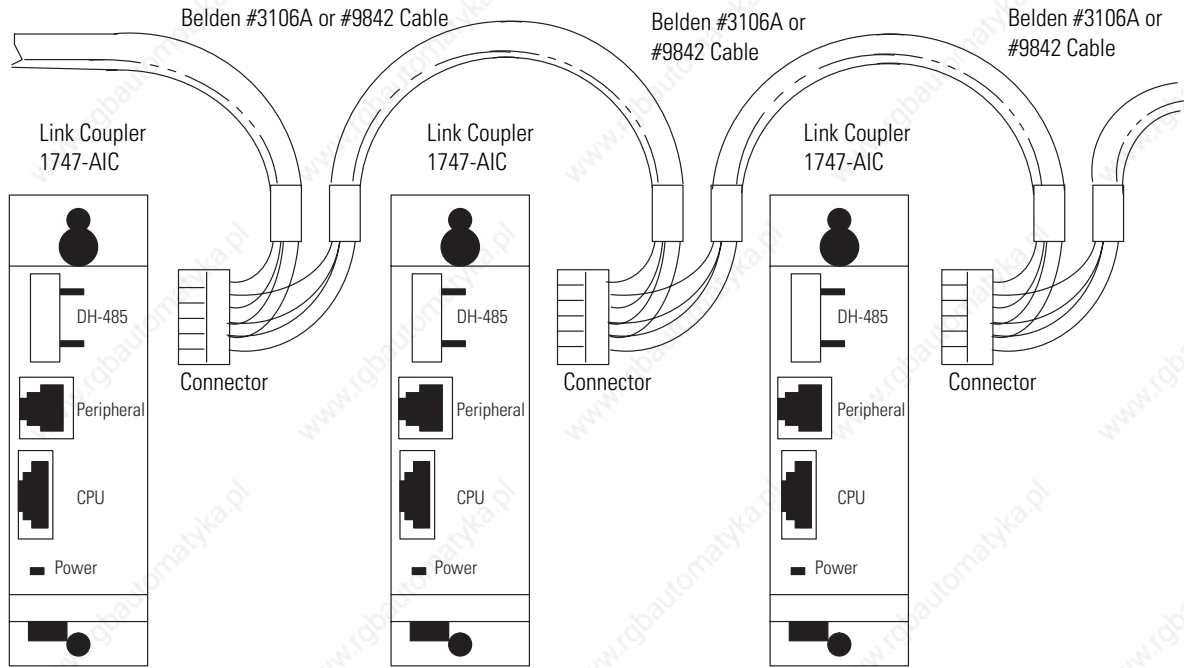 Belden #3106A or #9842 Cable
Belden #3106A or
#9842 Cable
Belden #3106A or
#9842 Cable
Link Coupler
1747-AIC
Link Coupler
1747-AIC
Link Coupler
1747-AIC
DH-485
DH-485
DH-485
Connector
Connector
Connector
Peripheral
Peripheral
Peripheral
CPU
CPU
CPU
Power
Power
Power
www.rgbautomatyka.pl